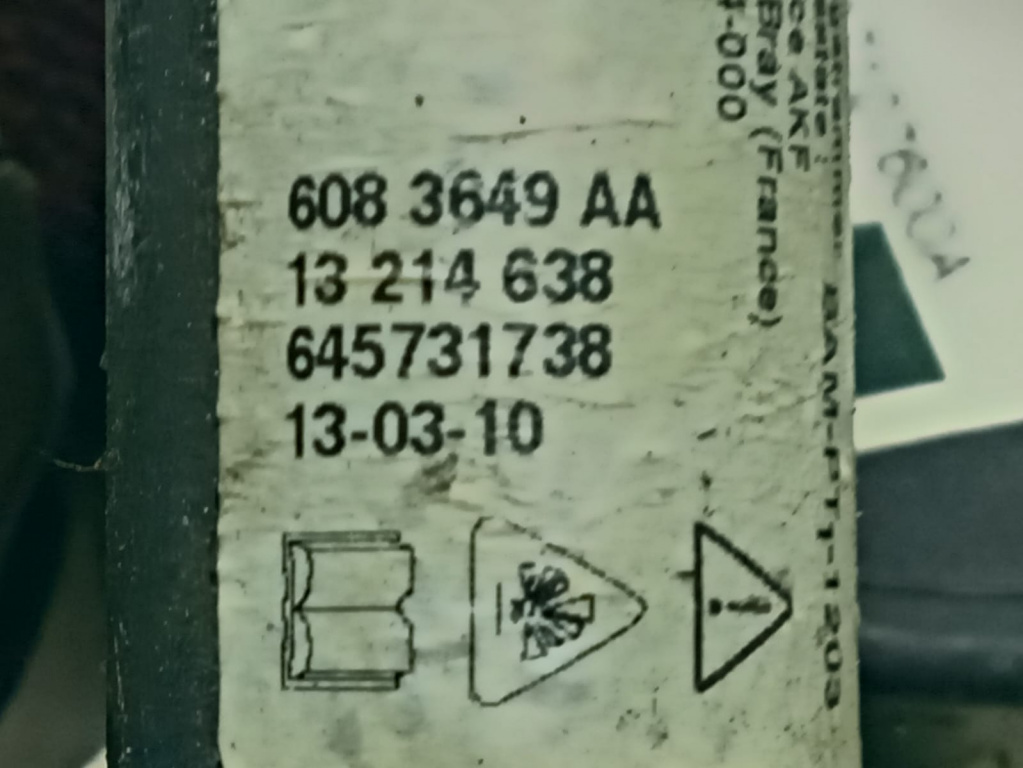 608 3649 AA
13 214 638
645731738
13-03-10
ce AKF
Bray (France)
-000
BAM-PT1-1203